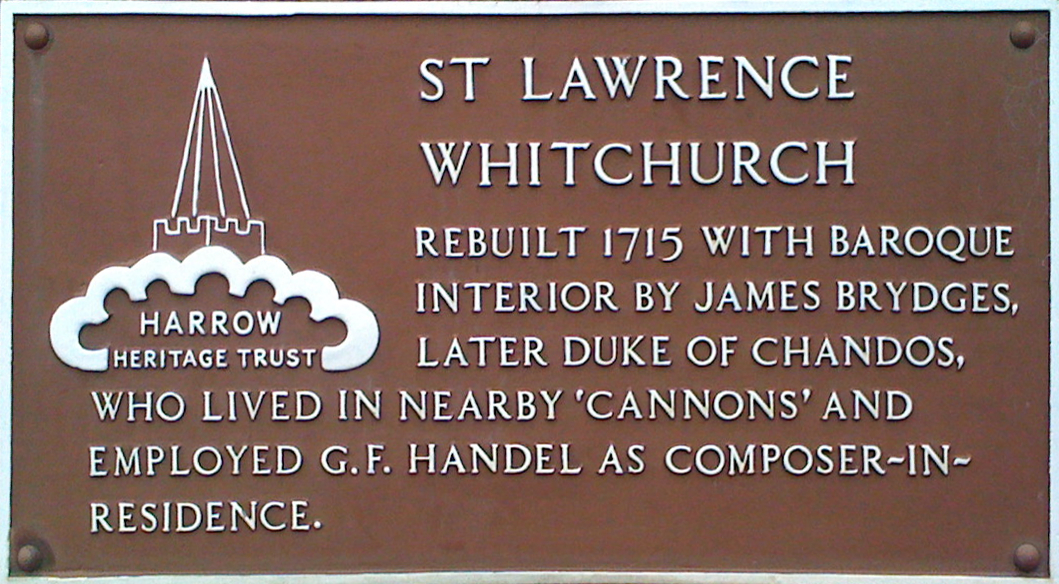 ST LAWRENCE
WHITCHURCH
REBUILT 1715 WITH BAROQUE
INTERIOR BY JAMES BRYDGES,
LATER DUKE OF CHANDOS,
WHO LIVED IN NEARBY 'CANNONS' AND
EMPLOYED G.F. HANDEL AS COMPOSER-IN-
RESIDENCE.
HARROW
HERITAGE TRUST